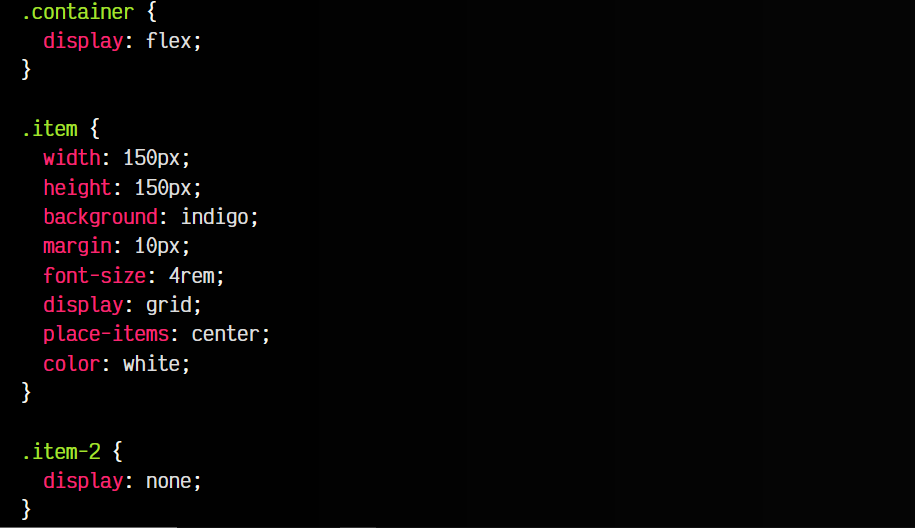 .container {
  display: flex;
}

.item {
  width: 150px;
  height: 150px;
  background: indigo;
  margin: 10px;
  font-size: 4rem;
  display: grid;
  place-items: center;
  color: white;
}

.item-2 {
  display: none;
}